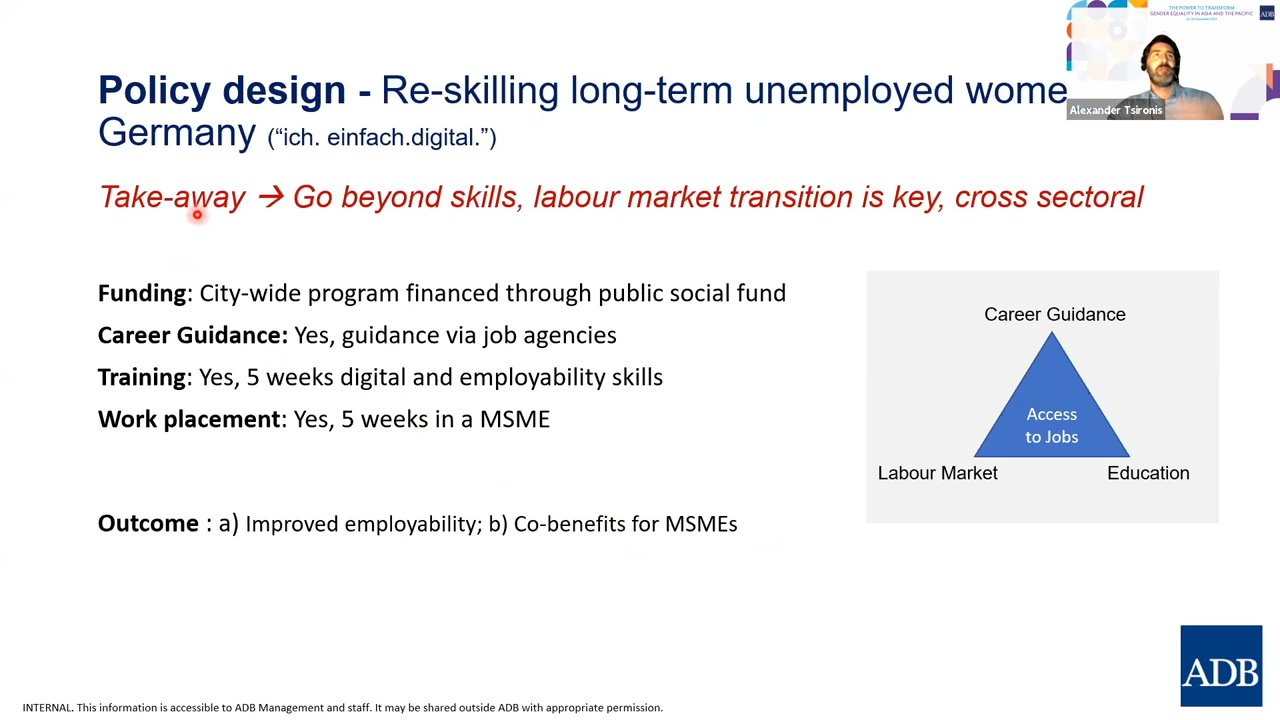 THE POWER TO TRANSFORM
GENDER EQUALITY IN ASIA AND THE PACIFIC
ADB
Alexander Tsironis
Policy design - Re-skilling long-term unemployed wome
Germany (“ich. einfach.digital.”)
Take-away → Go beyond skills, labour market transition is key, cross sectoral
Funding: City-wide program financed through public social fund
Career Guidance: Yes, guidance via job agencies
Training: Yes, 5 weeks digital and employability skills
Work placement: Yes, 5 weeks in a MSME
Outcome : a) Improved employability; b) Co-benefits for MSMEs
Career Guidance
Access
to Jobs
Labour Market
Education
ADB
INTERNAL. This information is accessible to ADB Management and staff. It may be shared outside ADB with appropriate permission.